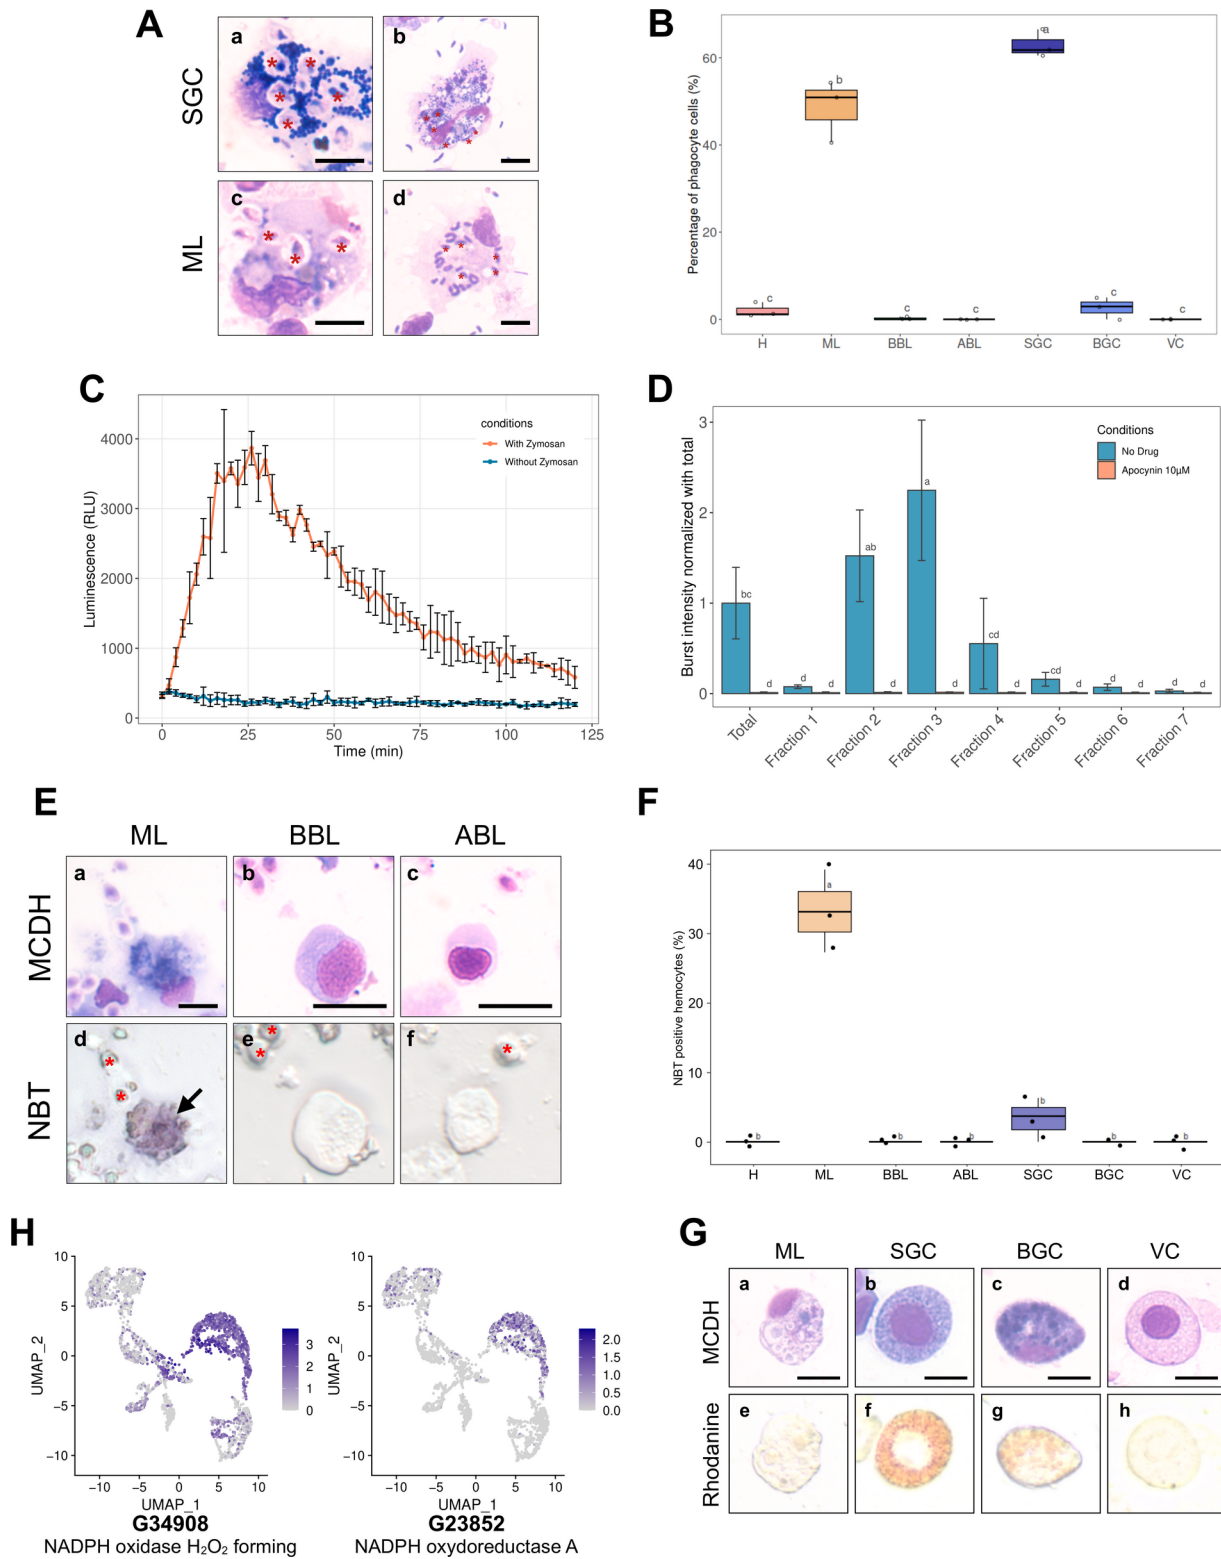 A
a
b
SGC
* * * * *
* * * * * *
c
d
ML
* * * *
* * * * *
B
Percentage of phagocyte cells (%)
60
40
20
0
c
b
c
c
a
c
c
H ML BBL ABL SGC BGC VC
C
Luminescence (RLU)
4000
3000
2000
1000
0
conditions
With Zymosan
Without Zymosan
0 25 50 75 100 125
Time (min)
D
Burst intensity normalized with total
3
2
1
0
Conditions
No Drug
Apocynin 10µM
bc d d d ab d a d cd d cd d d d d d
Total Fraction 1 Fraction 2 Fraction 3 Fraction 4 Fraction 5 Fraction 6 Fraction 7
E
ML BBL ABL
MCDH
a b c
NBT
d e f
* * * * *
F
NBT positive hemocytes (%)
40
30
20
10
0
b a b b b b b
H ML BBL ABL SGC BGC VC
H
10
5
0
−5
−10
UMAP_2
−10 −5 0 5 10
UMAP_1
3
2
1
0
G34908
NADPH oxidase H₂O₂ forming
10
5
0
−5
−10
UMAP_2
−10 −5 0 5 10
UMAP_1
2.0
1.5
1.0
0.5
0.0
G23852
NADPH oxydoreductase A
G
ML SGC BGC VC
MCDH
a b c d
Rhodanine
e f g h